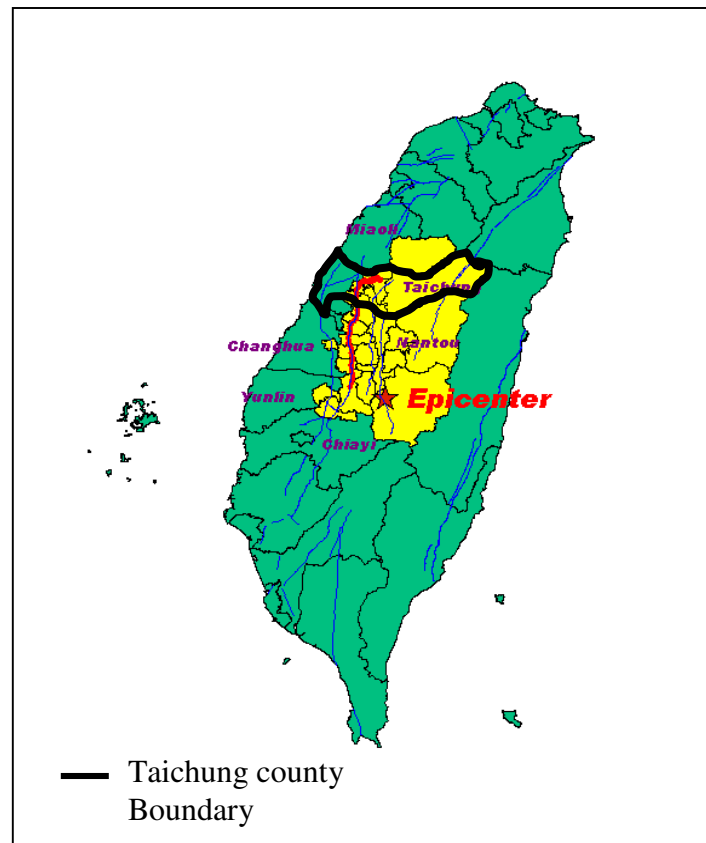 Miaoli
Taichun
Changhua
Nantou
Yunlin
Epicenter
Chiayi
Taichung county
Boundary